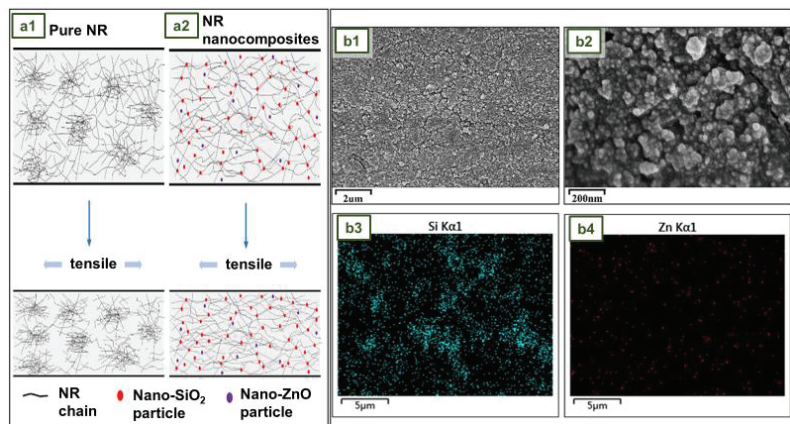 a1 Pure NR
a2 NR
nanocomposites
tensile
tensile
NR
chain
Nano-SiO₂
particle
Nano-ZnO
particle
b1
2um
b2
200nm
b3 Si Kα1
5μm
b4 Zn Kα1
5μm